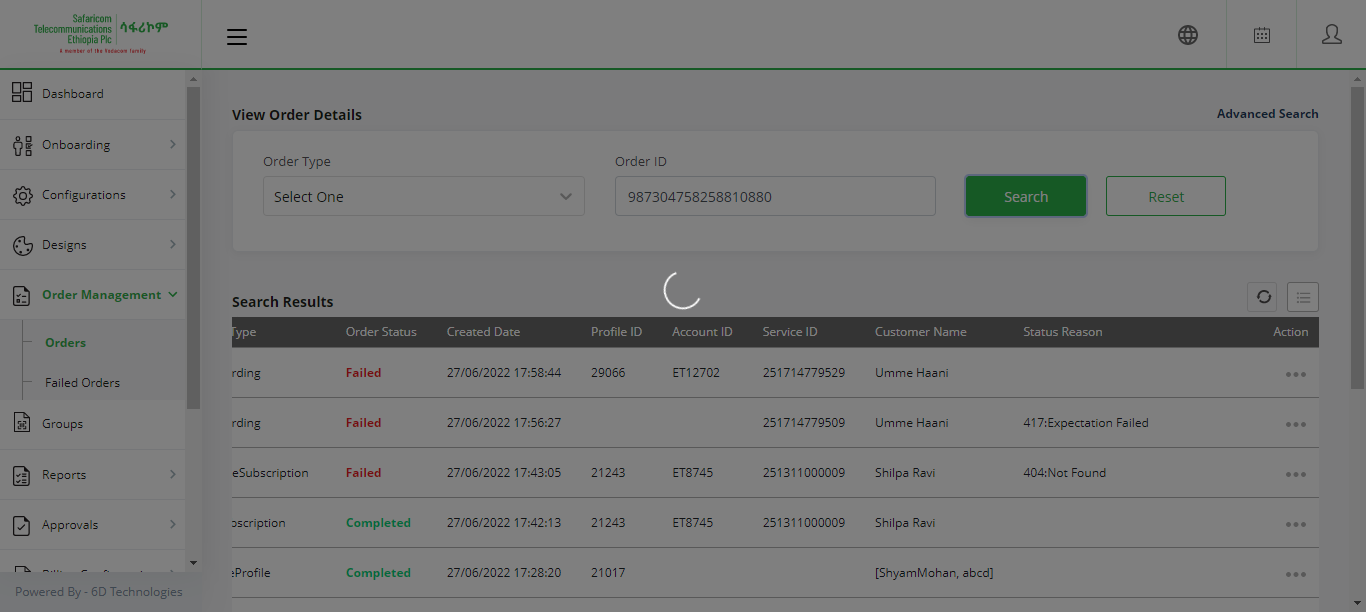 Safaricom
Telecommunications
Ethiopia Plc
ሳፋሪኮም
A member of the Vodacom family
Dashboard
Onboarding
Configurations
Designs
Order Management
Orders
Failed Orders
Groups
Reports
Approvals
Powered By - 6D Technologies
View Order Details
Advanced Search
Order Type
Order ID
Select One
987304758258810880
Search
Reset
Search Results
Type Order Status Created Date Profile ID Account ID Service ID Customer Name Status Reason Action
rding Failed 27/06/2022 17:58:44 29066 ET12702 251714779529 Umme Haani
rding Failed 27/06/2022 17:56:27 251714779509 Umme Haani 417:Expectation Failed
eSubscription Failed 27/06/2022 17:43:05 21243 ET8745 251311000009 Shilpa Ravi 404:Not Found
oscription Completed 27/06/2022 17:42:13 21243 ET8745 251311000009 Shilpa Ravi
eProfile Completed 27/06/2022 17:28:20 21017 [ShyamMohan, abcd]